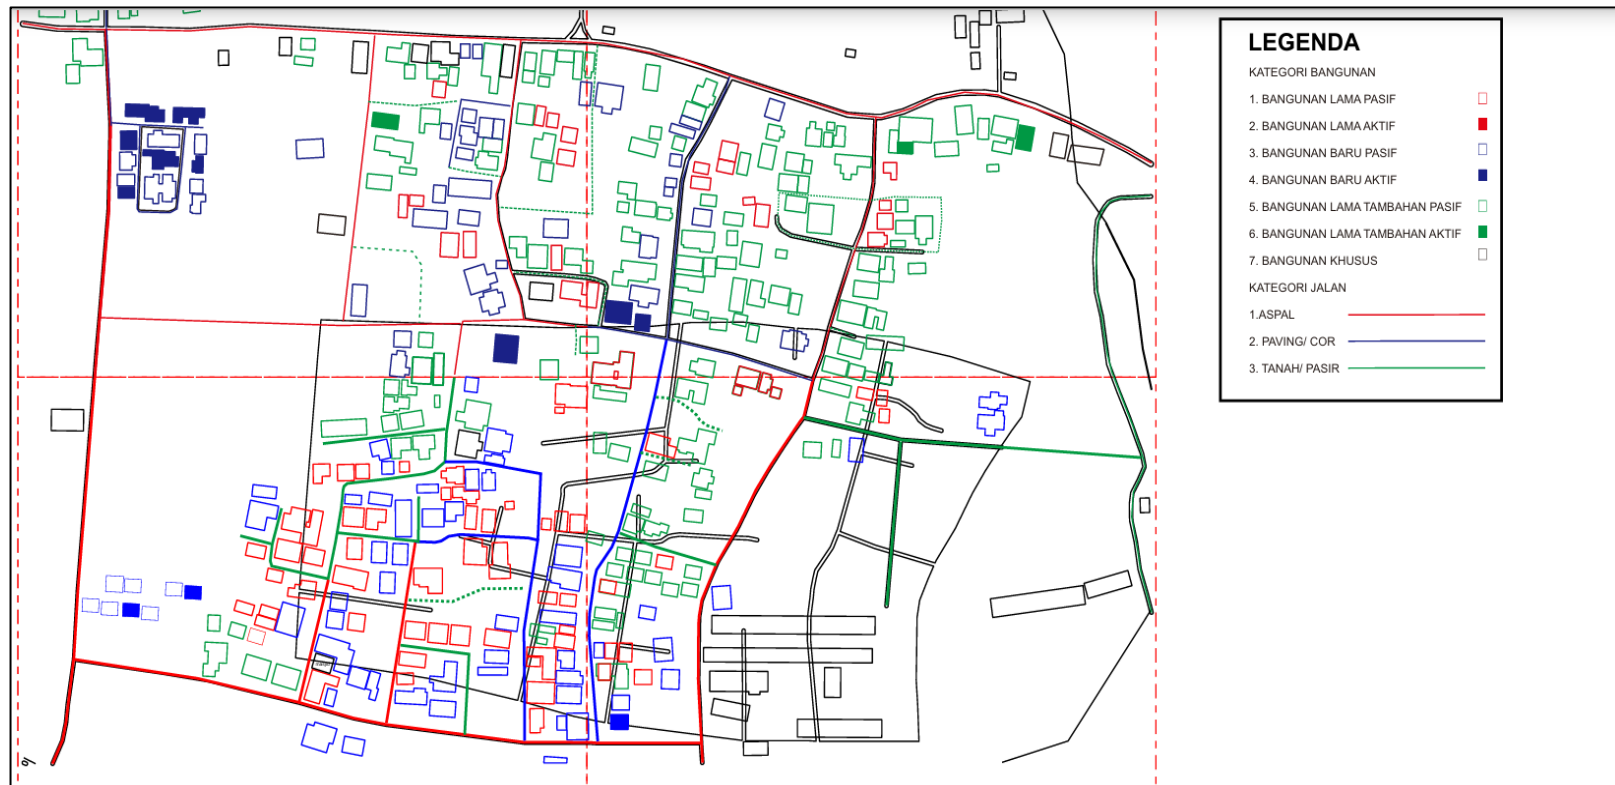 LEGENDA
KATEGORI BANGUNAN
1. BANGUNAN LAMA PASIF
2. BANGUNAN LAMA AKTIF
3. BANGUNAN BARU PASIF
4. BANGUNAN BARU AKTIF
5. BANGUNAN LAMA TAMBAHAN PASIF
6. BANGUNAN LAMA TAMBAHAN AKTIF
7. BANGUNAN KHUSUS
KATEGORI JALAN
1.ASPAL
2. PAVING/ COR
3. TANAH/ PASIR